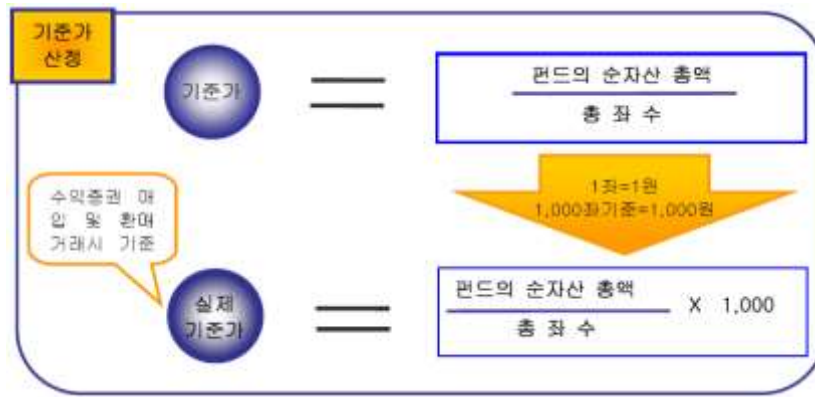 기준가
산정
기준가
펀드의 순자산 총액
총 좌 수
1좌=1원
1,000좌기준=1,000원
수익증권 매
입 및 환매
거래시 기준
실제
기준가
펀드의 순자산 총액
총 좌 수
X 1,000